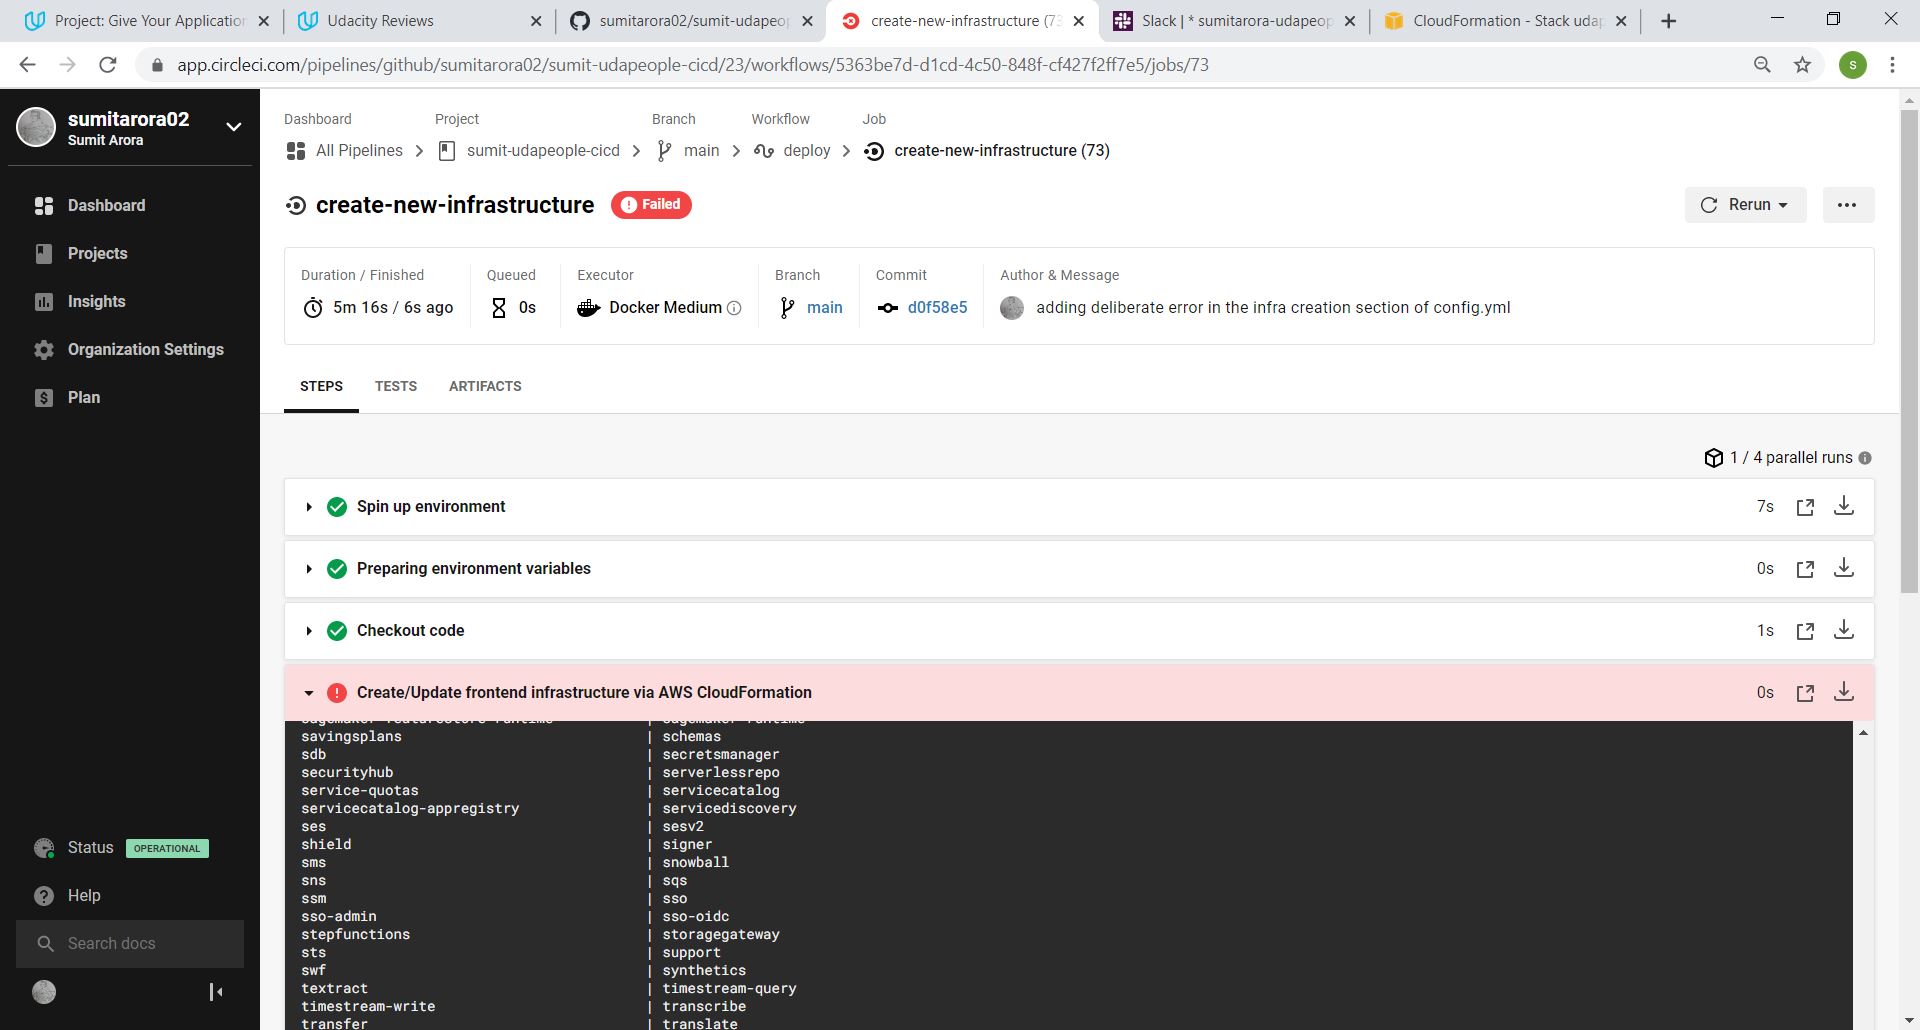 Project: Give Your Application
Udacity Reviews
sumitarora02/sumit-udapeop
create-new-infrastructure (73
Slack | * sumitarora-udapeop
CloudFormation - Stack udap
app.circleci.com/pipelines/github/sumitarora02/sumit-udapeople-cicd/23/workflows/5363be7d-d1cd-4c50-848f-cf427f2ff7e5/jobs/73
s
sumitarora02
Sumit Arora
Dashboard
Projects
Insights
Organization Settings
Plan
Status OPERATIONAL
Help
Search docs
Dashboard Project Branch Workflow Job
All Pipelines sumit-udapeople-cicd main deploy create-new-infrastructure (73)
create-new-infrastructure Failed
Rerun
Duration / Finished Queued Executor Branch Commit Author & Message
5m 16s / 6s ago 0s Docker Medium main d0f58e5 adding deliberate error in the infra creation section of config.yml
STEPS TESTS ARTIFACTS
1 / 4 parallel runs
Spin up environment 7s
Preparing environment variables 0s
Checkout code 1s
Create/Update frontend infrastructure via AWS CloudFormation 0s
savingsplans | schemas
sdb | secretsmanager
securityhub | serverlessrepo
service-quotas | servicecatalog
servicecatalog-appregistry | servicediscovery
ses | sesv2
shield | signer
sms | snowball
sns | sqs
ssm | sso
sso-admin | sso-oidc
stepfunctions | storagegateway
sts | support
swf | synthetics
textract | timestream-query
timestream-write | transcribe
transfer | translate